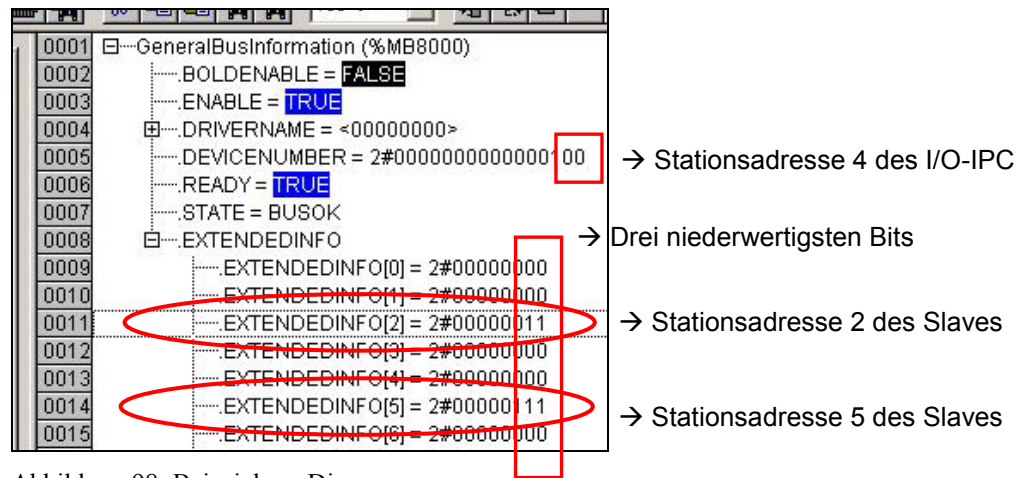 0001 GeneralBusInformation (%MB8000)
0002 .BOLDENABLE = FALSE
0003 .ENABLE = TRUE
0004 .DRIVERNAME = <00000000>
0005 .DEVICENUMBER = 2#0000000000000100 → Stationsadresse 4 des I/O-IPC
0006 .READY = TRUE
0007 .STATE = BUSOK
0008 .EXTENDEDINFO → Drei niederwertigsten Bits
0009 .EXTENDEDINFO[0] = 2#00000000
0010 .EXTENDEDINFO[1] = 2#00000000
0011 .EXTENDEDINFO[2] = 2#00000011 → Stationsadresse 2 des Slaves
0012 .EXTENDEDINFO[3] = 2#00000000
0013 .EXTENDEDINFO[4] = 2#00000000
0014 .EXTENDEDINFO[5] = 2#00000111 → Stationsadresse 5 des Slaves
0015 .EXTENDEDINFO[6] = 2#00000000